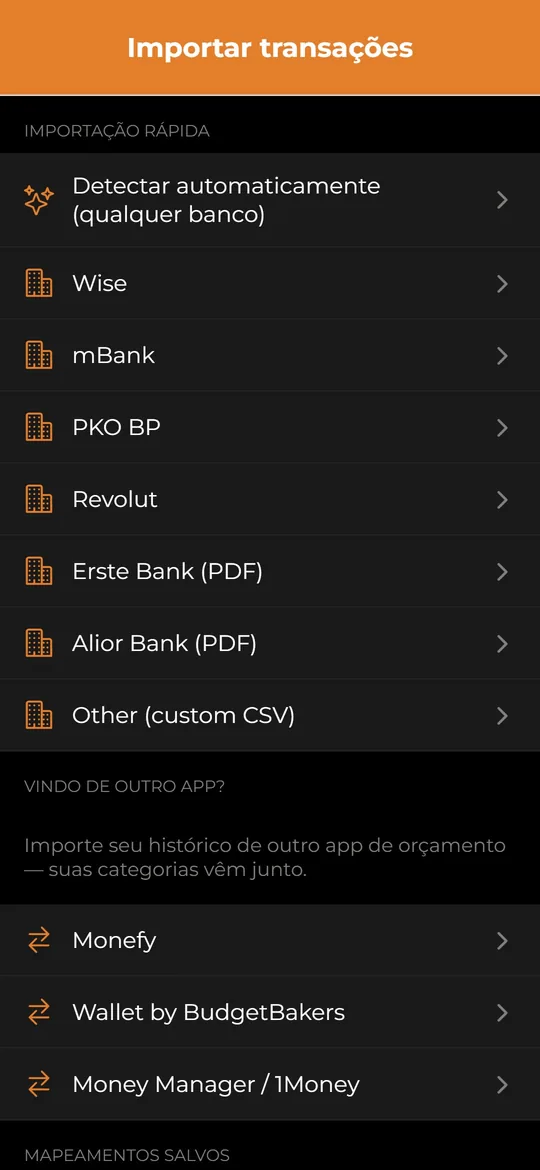 Importar transações
IMPORTAÇÃO RÁPIDA
Detectar automaticamente
(qualquer banco)
Wise
mBank
PKO BP
Revolut
Erste Bank (PDF)
Alior Bank (PDF)
Other (custom CSV)
VINDO DE OUTRO APP?
Importe seu histórico de outro app de orçamento
— suas categorias vêm junto.
Monefy
Wallet by BudgetBakers
Money Manager / 1Money
MAPEAMENTOS SALVOS